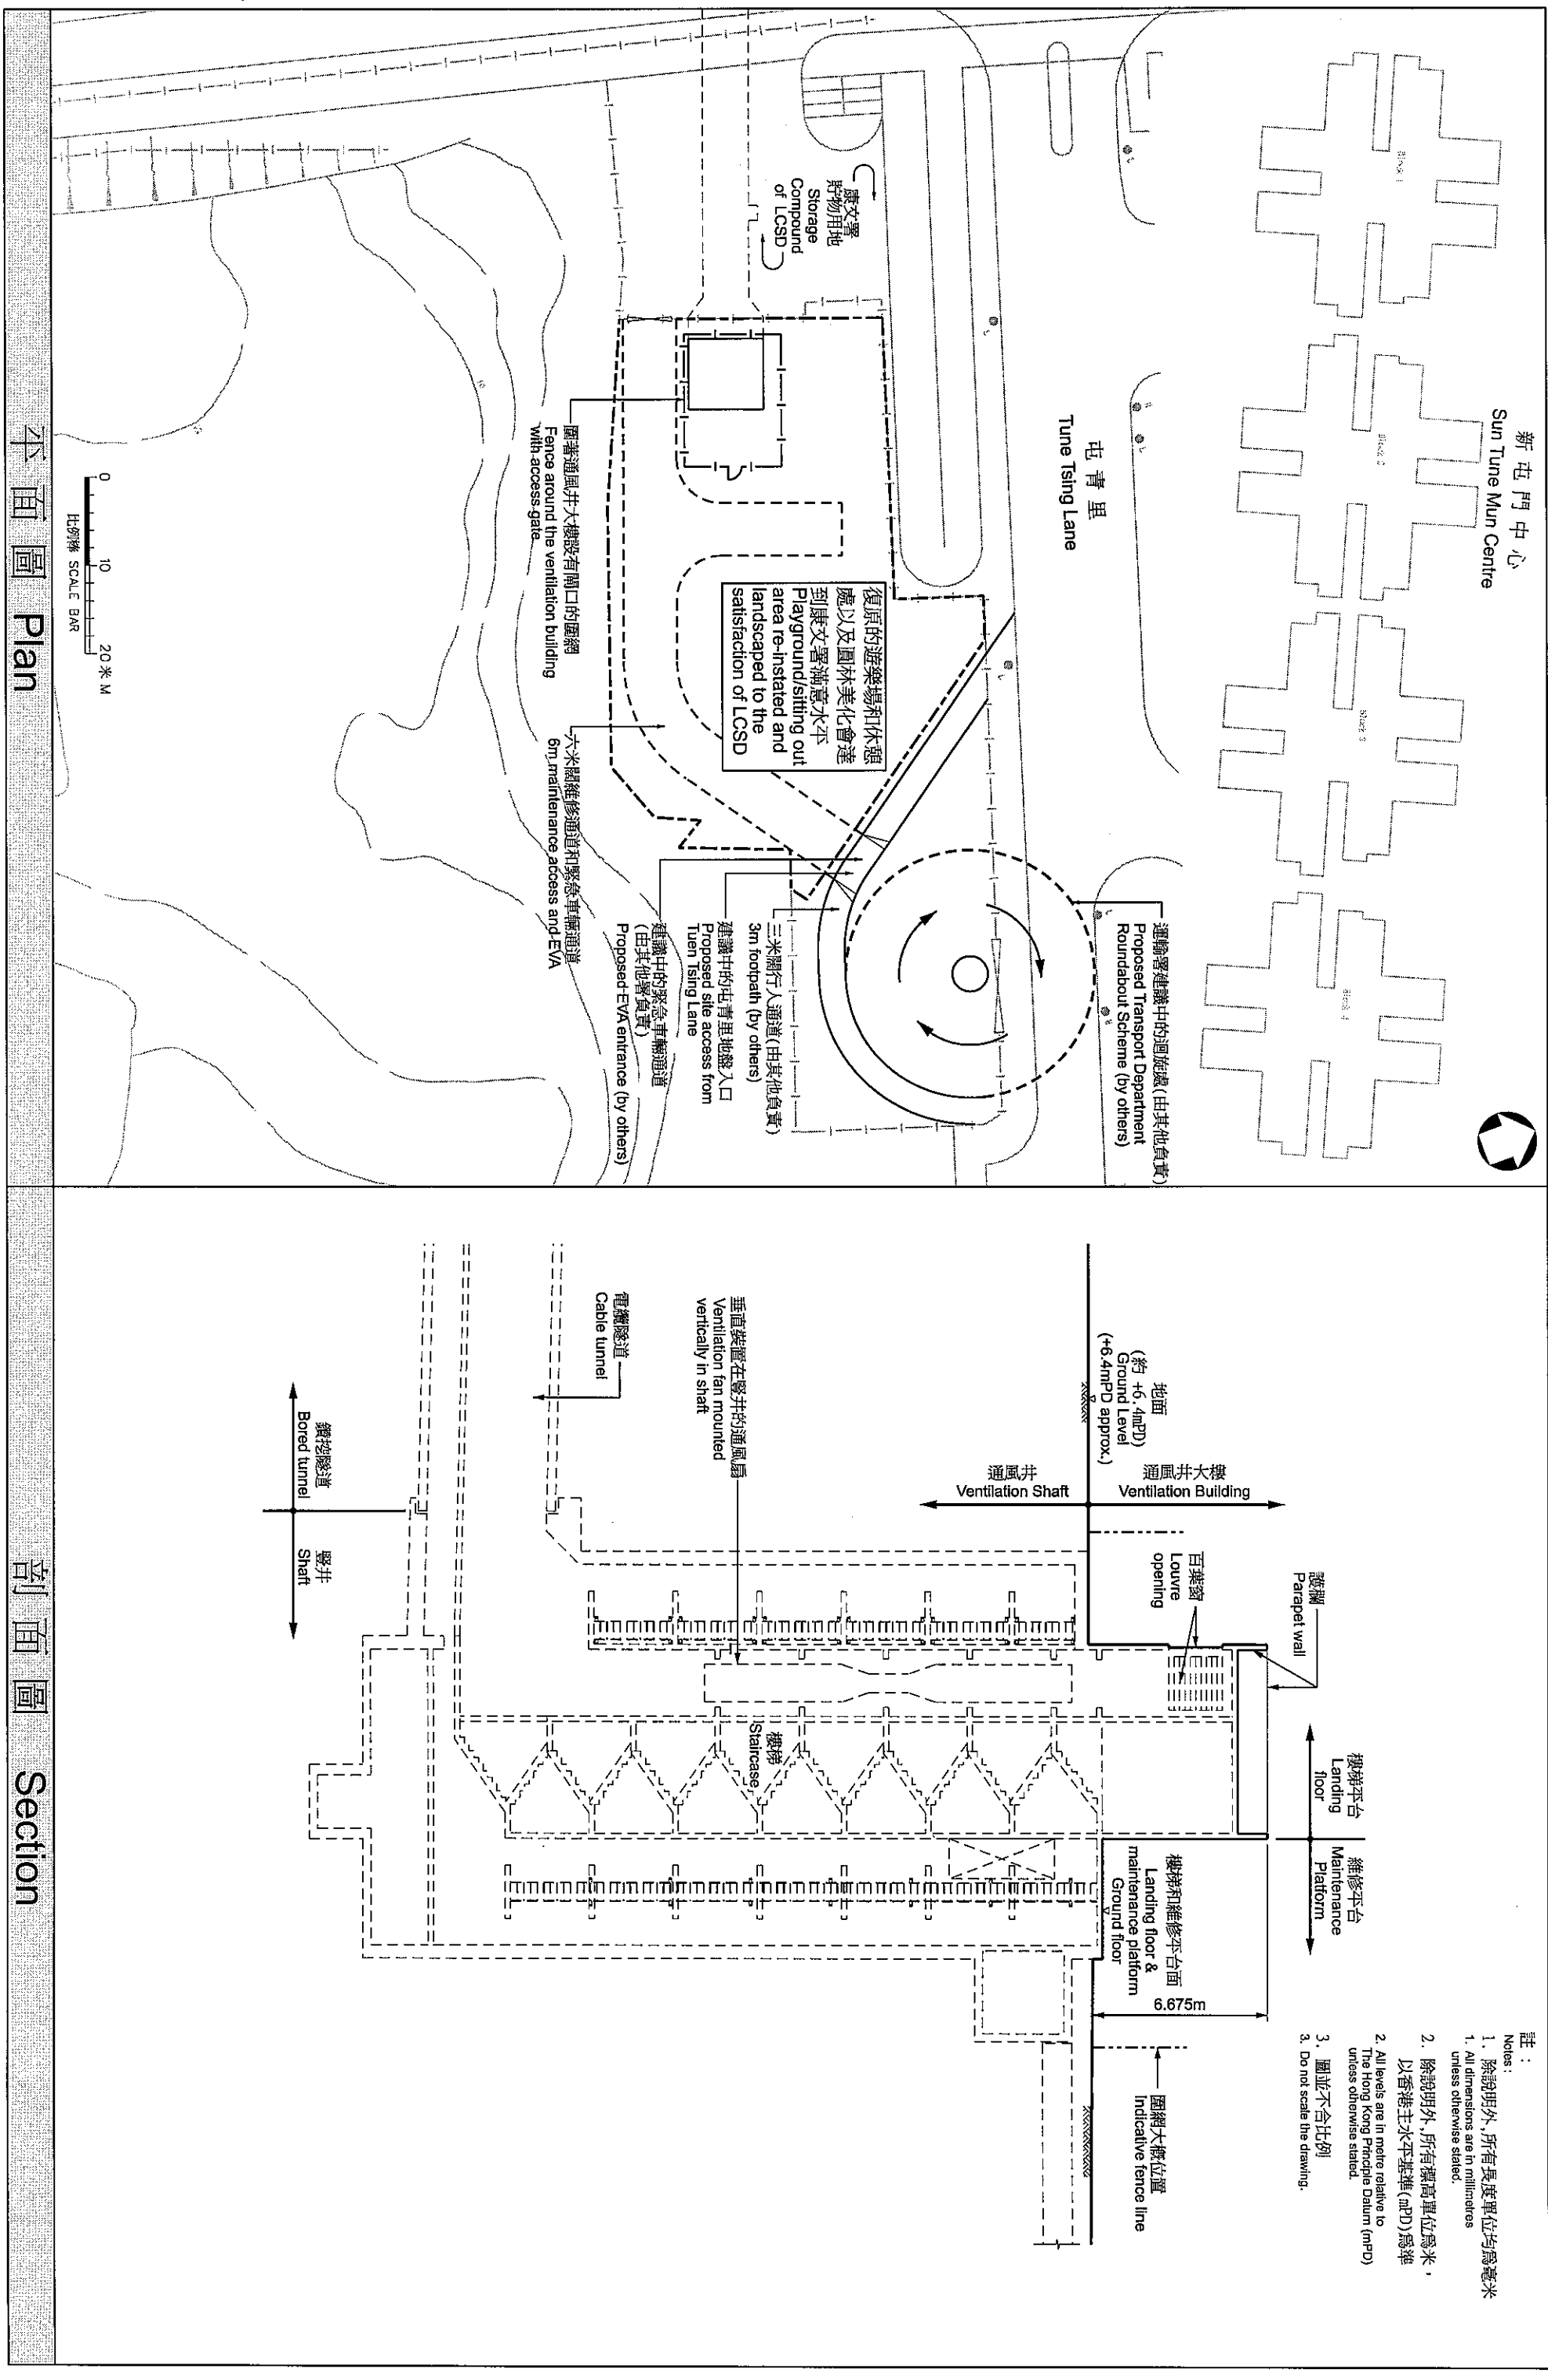 新屯門中心
Sun Tune Mun Centre
Block 1
Block 2
Block 3
Block 4
屯青里
Tune Tsing Lane
康文署
貯物用地
Storage
Compound
of LCSD
圍著通風井大樓設有閘口的圍網
Fence around the ventilation building
with access gate
復原的遊樂場和休憩
處以及園林美化會達
到康文署滿意水平
Playground/sitting out
area re-instated and
landscaped to the
satisfaction of LCSD
六米闊維修通道和緊急車輛通道
6m maintenance access and EVA
運輸署建議中的迴旋處(由其他負責)
Proposed Transport Department
Roundabout Scheme (by others)
三米闊行人通道(由其他負責)
3m footpath (by others)
建議中的屯青里地盤入口
Proposed site access from
Tuen Tsing Lane
建議中的緊急車輛通道
(由其他署負責)
Proposed EVA entrance (by others)
0 10 20 米 M
比例棒 SCALE BAR
平面圖 Plan
註：
Notes :
1. 除說明外,所有長度單位均爲毫米
1. All dimensions are in millimetres
unless otherwise stated.
2. 除說明外,所有標高單位爲米，
以香港主水平基準(mPD)爲準
2. All levels are in metre relative to
The Hong Kong Principle Datum (mPD)
unless otherwise stated.
3. 圖並不合比例
3. Do not scale the drawing.
護欄
Parapet wall
樓梯平台
Landing
floor
維修平台
Maintenance
Platform
百葉窗
Louvre
opening
通風井大樓
Ventilation Building
通風井
Ventilation Shaft
地面
(約 +6.4mPD)
Ground Level
(+6.4mPD approx.)
樓梯和維修平台面
Landing floor &
maintenance platform
Ground floor
6.675m
圍網大概位置
Indicative fence line
垂直裝置在豎井的通風扇
Ventilation fan mounted
vertically in shaft
樓梯
Staircase
電纜隧道
Cable tunnel
鑽挖隧道
Bored tunnel
豎井
Shaft
剖面圖 Section